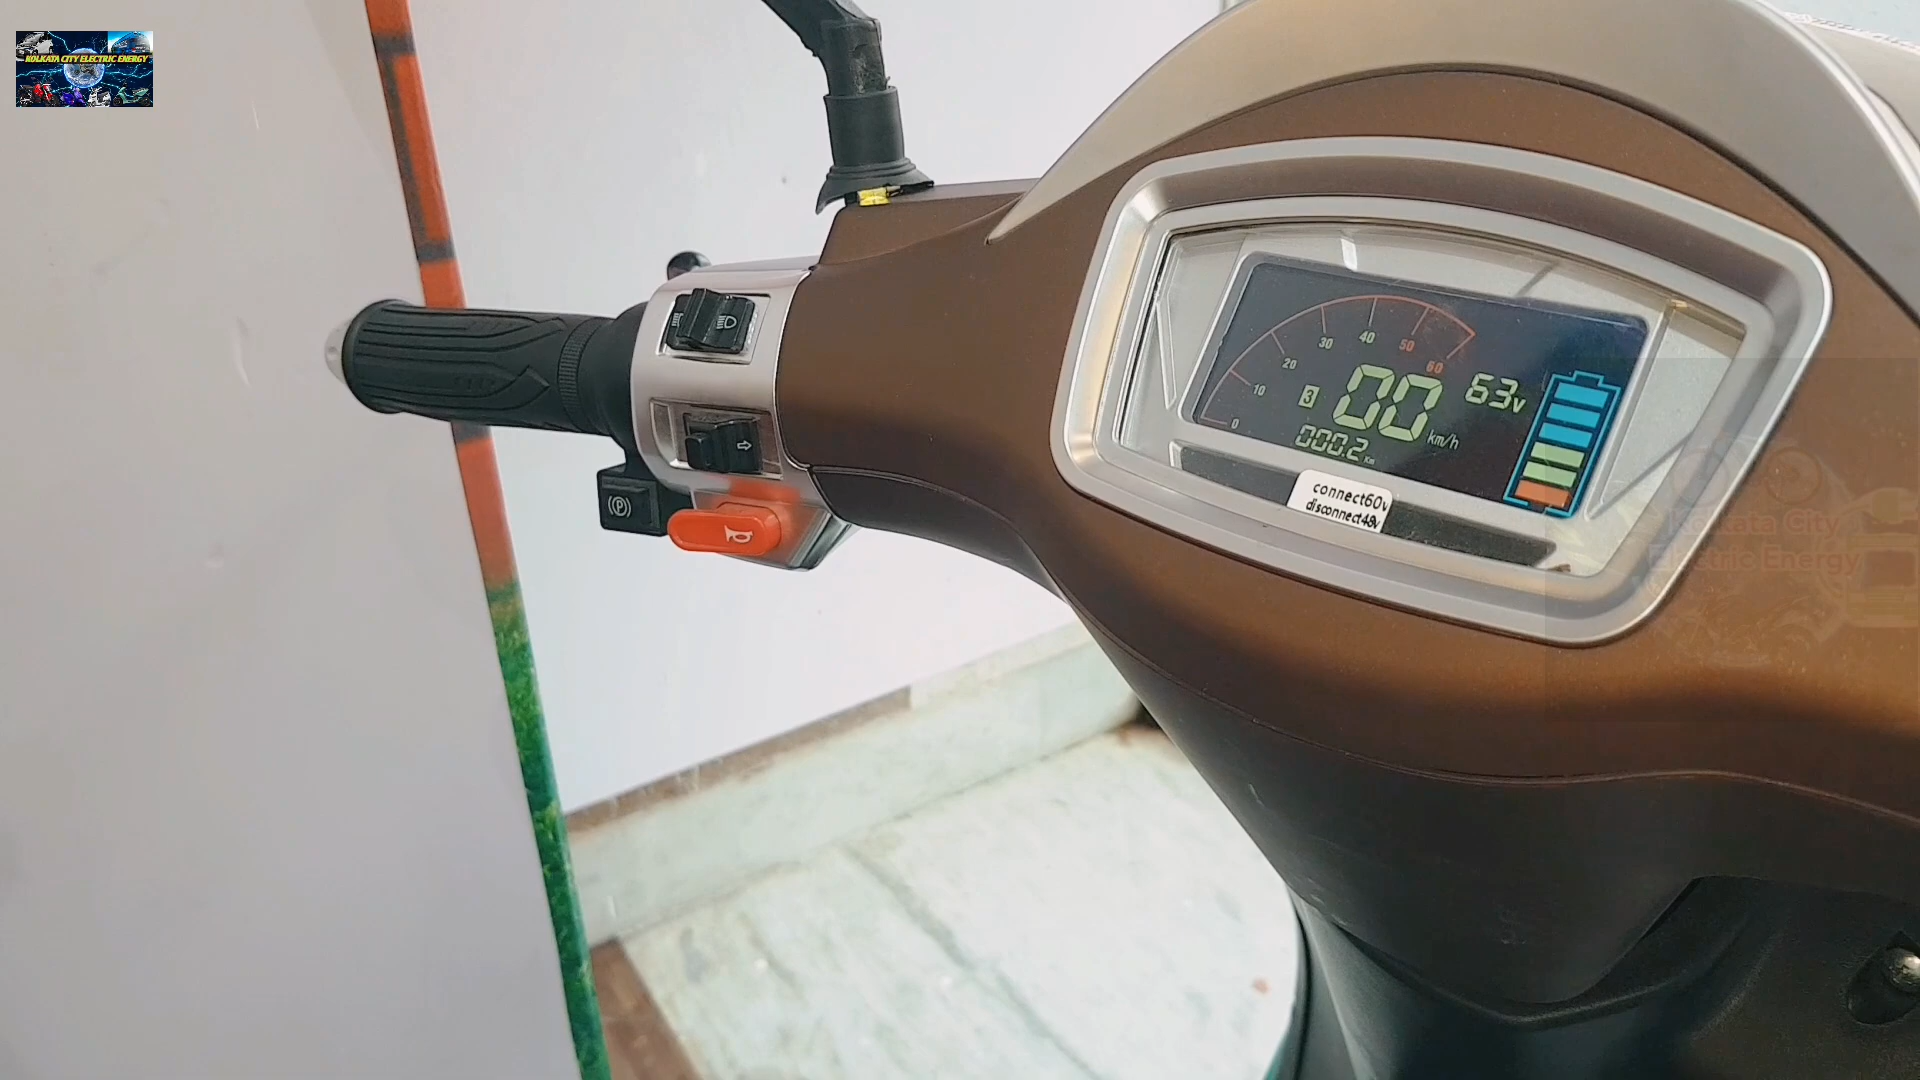 KOLKATA CITY ELECTRIC ENERGY
0
10
20
30
40
50
60
3
00
km/h
63v
000.2 Km
connect60v
disconnect48v
P
Kolkata City
Electric Energy